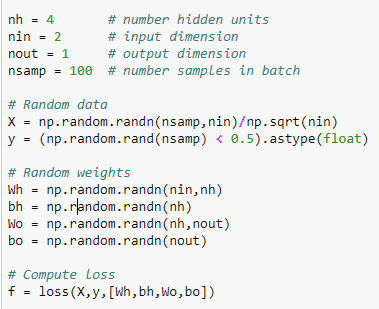 nh = 4 # number hidden units
nin = 2 # input dimension
nout = 1 # output dimension
nsamp = 100 # number samples in batch
# Random data
X = np.random.randn(nsamp,nin)/np.sqrt(nin)
y = (np.random.rand(nsamp) < 0.5).astype(float)
# Random weights
Wh = np.random.randn(nin,nh)
bh = np.random.randn(nh)
Wo = np.random.randn(nh,nout)
bo = np.random.randn(nout)
# Compute loss
f = loss(X,y,[Wh,bh,Wo,bo])